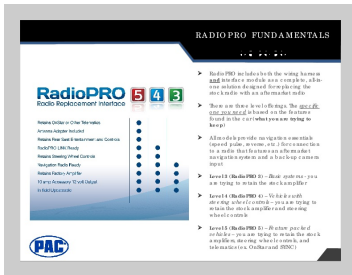 RADIO PRO FUNDAMENTALS
RadioPRO 5 4 3
Radio Replacement Interface
Retains OnStar or Other Telematics
Antenna Adapter Included
Retains Rear Seat Entertainment and Controls
RadioPRO LINK Ready
Retains Steering Wheel Controls
Navigation Radio Ready
Retains Factory Amplifier
10 amp Accessory 12 Volt Output
PAC
RadioPRO includes both the wiring harness
and interface module as a complete, all-in-
one solution designed for replacing the
stock radio with an aftermarket radio
There are three level offerings. The specific
one you need is based on the features
found in the car (what you are trying to
keep)
All models provide navigation essentials
(speed pulse, reverse, etc.) for connection
to a radio that features an aftermarket
navigation system and a back-up camera
input
Level 3 (RadioPRO 3) – Basic systems - you
are trying to retain the stock amplifier
Level 4 (RadioPRO 4) – Vehicles with
steering wheel controls – you are trying to
retain the stock amplifier and steering
wheel controls
Level 5 (RadioPRO 5) – Feature packed
vehicles – you are trying to retain the stock
amplifier, steering wheel controls, and
telematics (ex. OnStar and SYNC)